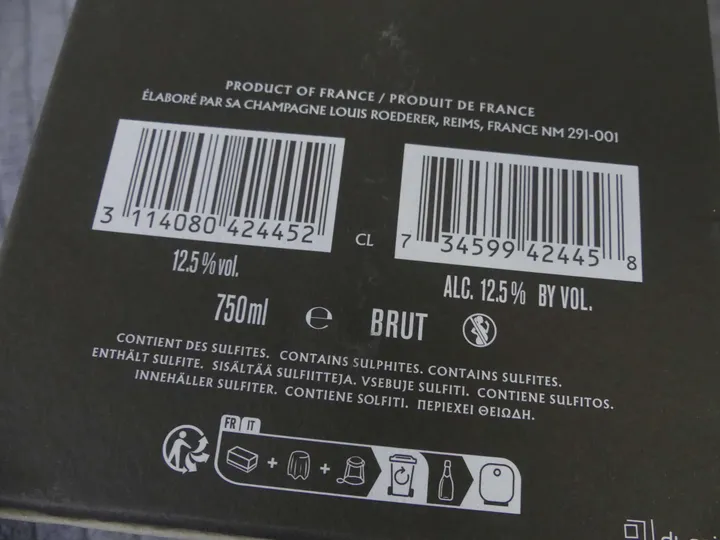 PRODUCT OF FRANCE / PRODUIT DE FRANCE
ÉLABORÉ PAR SA CHAMPAGNE LOUIS ROEDERER, REIMS, FRANCE NM 291-001
3 114080 424452
CL
7 34599 42445 8
12.5 % vol.
ALC. 12.5 % BY VOL.
750ml e BRUT
CONTIENT DES SULFITES. CONTAINS SULPHITES. CONTAINS SULFITES.
ENTHÄLT SULFITE. SISÄLTÄÄ SULFIITTEJA. VSEBUJE SULFITI. CONTIENE SULFITOS.
INNEHÅLLER SULFITER. CONTIENE SOLFITI. ΠΕΡΙΕΧΕΙ ΘΕΙΩΔΗ.
FR IT